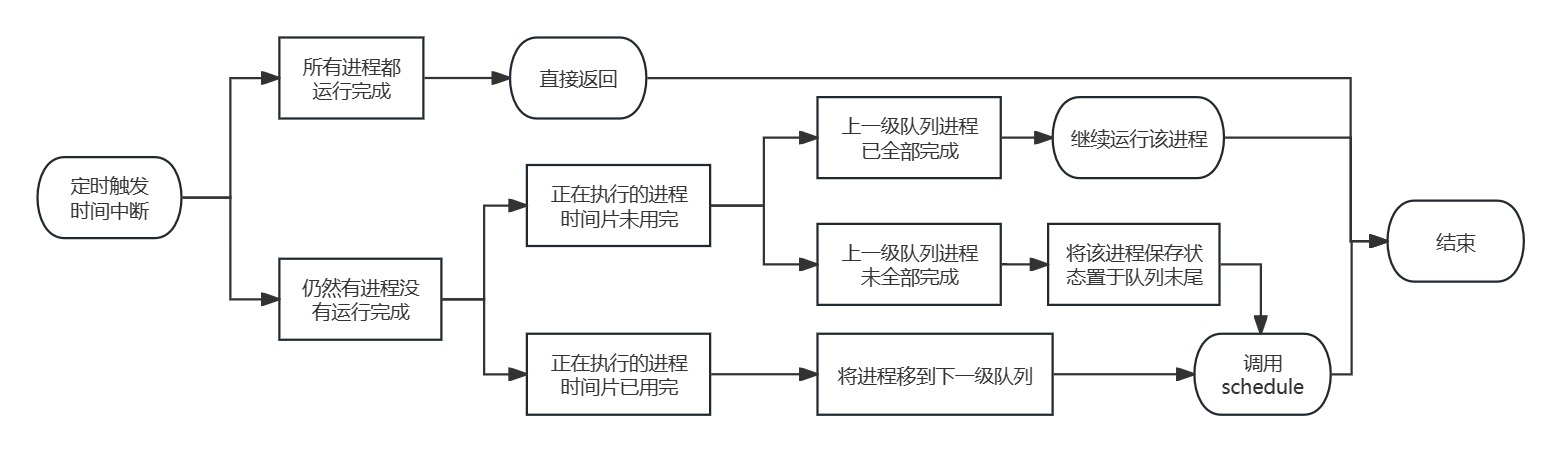 定时触发
时间中断
所有进程都
运行完成
直接返回
仍然有进程没
有运行完成
正在执行的进程
时间片未用完
上一级队列进程
已全部完成
继续运行该进程
上一级队列进程
未全部完成
将该进程保存状
态置于队列末尾
正在执行的进程
时间片已用完
将进程移到下一级队列
调用
schedule
结束